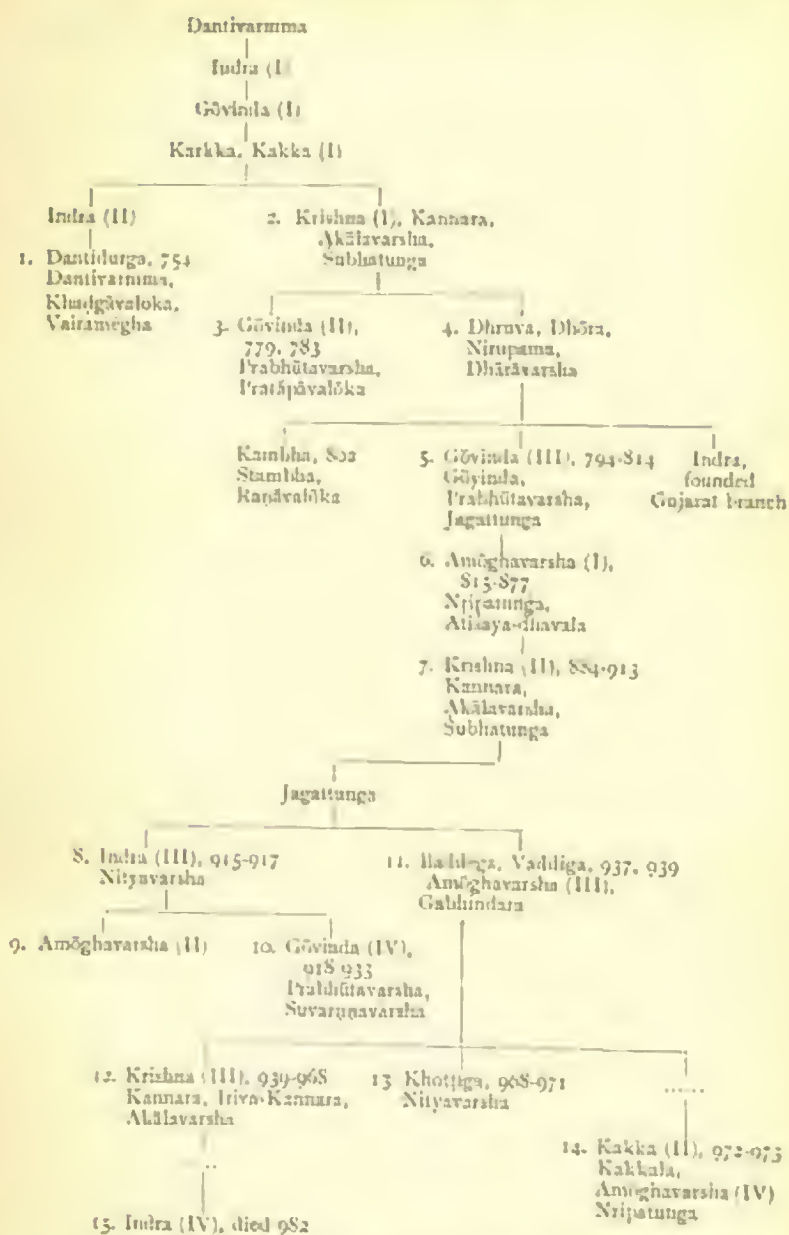 Dantivarmma
Indra (I
Gōvinda (I)
Karkka, Kakka (I)
Indra (II)
2. Krishna (I), Kannara,
Akālavarsha,
Subhatunga
1. Dantidurga, 754
Dantivarmma,
Khaḍgāvaloka,
Vairamēgha
3. Gōvinda (II),
779, 783
Prabhūtavarsha,
Pratāpāvalōka
4. Dhruva, Dhōra,
Nirupama,
Dhārāvarsha
Kambha, 802
Stambha,
Raṇāvalōka
5. Gōvinda (III), 794-814
Gōyinda,
Prabhūtavarsha,
Jagattunga
Indra,
founded
Gujarat branch
6. Amōghavarsha (I),
815-877
Nṛipatunga,
Atiśaya-dhavala
7. Krishna (II), 884-913
Kannara,
Akālavarsha,
Subhatunga
Jagattunga
8. Indra (III), 915-917
Nityavarsha
11. Baddega, Vaddiga, 937, 939
Amōghavarsha (III),
Gabhindara
9. Amōghavarsha (II)
10. Gōvinda (IV),
918 933
Prabhūtavarsha,
Suvarṇṇavarsha
12. Krishna (III), 939-968
Kannara, Iriva-Kannara,
Akālavarsha
13 Khoṭṭiga, 968-971
Nityavarsha
......
14. Kakka (II), 972-973
Kakkala,
Amōghavarsha (IV)
Nṛipatunga
..
15. Indra (IV), died 982